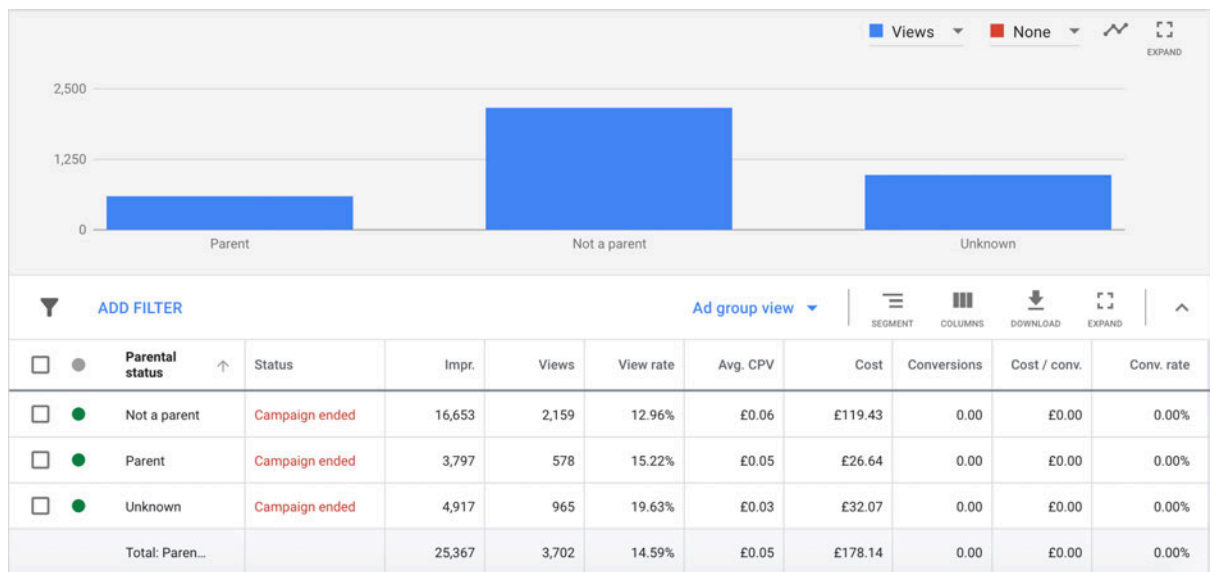 Views None
EXPAND
2,500
1,250
0
Parent Not a parent Unknown
ADD FILTER Ad group view
SEGMENT COLUMNS DOWNLOAD EXPAND
Parental status Status Impr. Views View rate Avg. CPV Cost Conversions Cost / conv. Conv. rate
Not a parent Campaign ended 16,653 2,159 12.96% £0.06 £119.43 0.00 £0.00 0.00%
Parent Campaign ended 3,797 578 15.22% £0.05 £26.64 0.00 £0.00 0.00%
Unknown Campaign ended 4,917 965 19.63% £0.03 £32.07 0.00 £0.00 0.00%
Total: Paren... 25,367 3,702 14.59% £0.05 £178.14 0.00 £0.00 0.00%